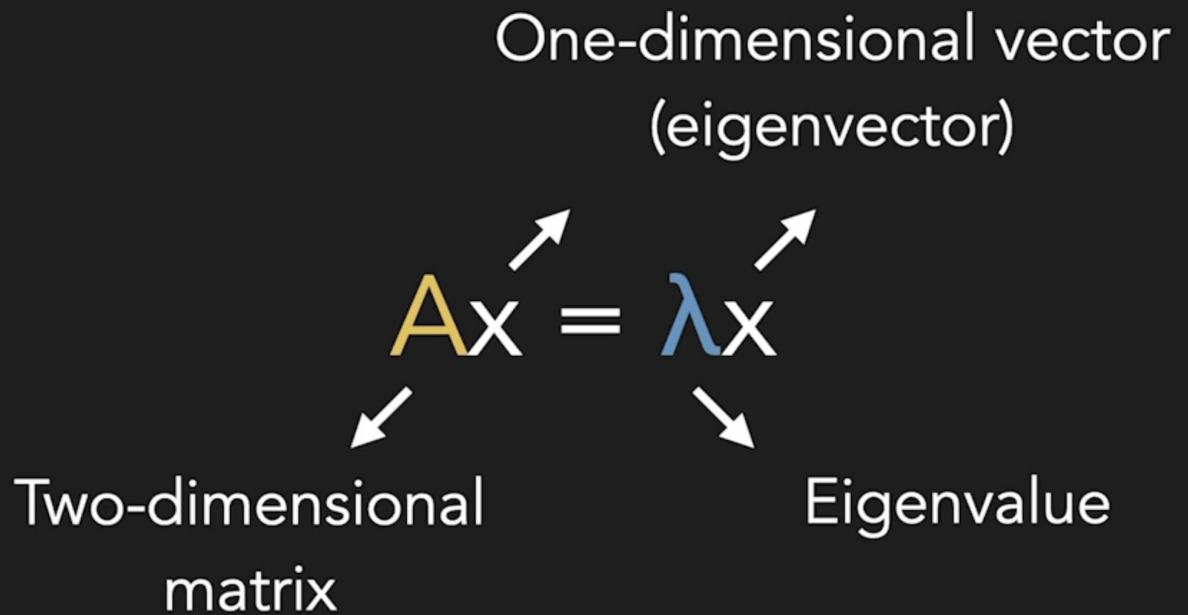 One-dimensional vector
(eigenvector)
Ax = λx
Two-dimensional
matrix
Eigenvalue